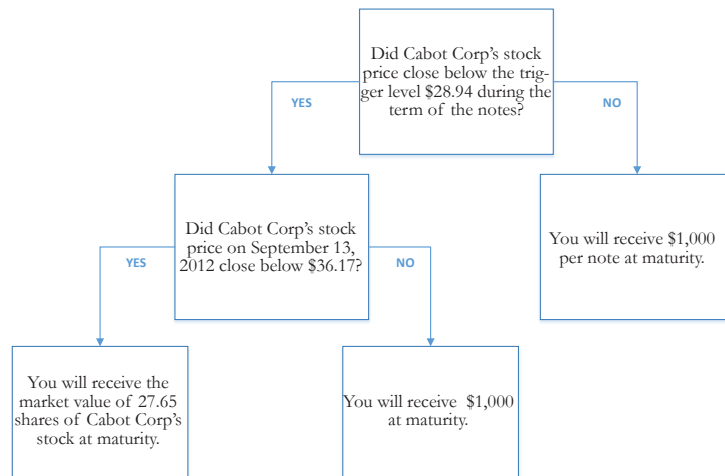 Did Cabot Corp's stock
price close below the trig-
ger level $28.94 during the
term of the notes?
YES
NO
Did Cabot Corp's stock
price on September 13,
2012 close below $36.17?
You will receive $1,000
per note at maturity.
YES
NO
You will receive the
market value of 27.65
shares of Cabot Corp's
stock at maturity.
You will receive $1,000
at maturity.